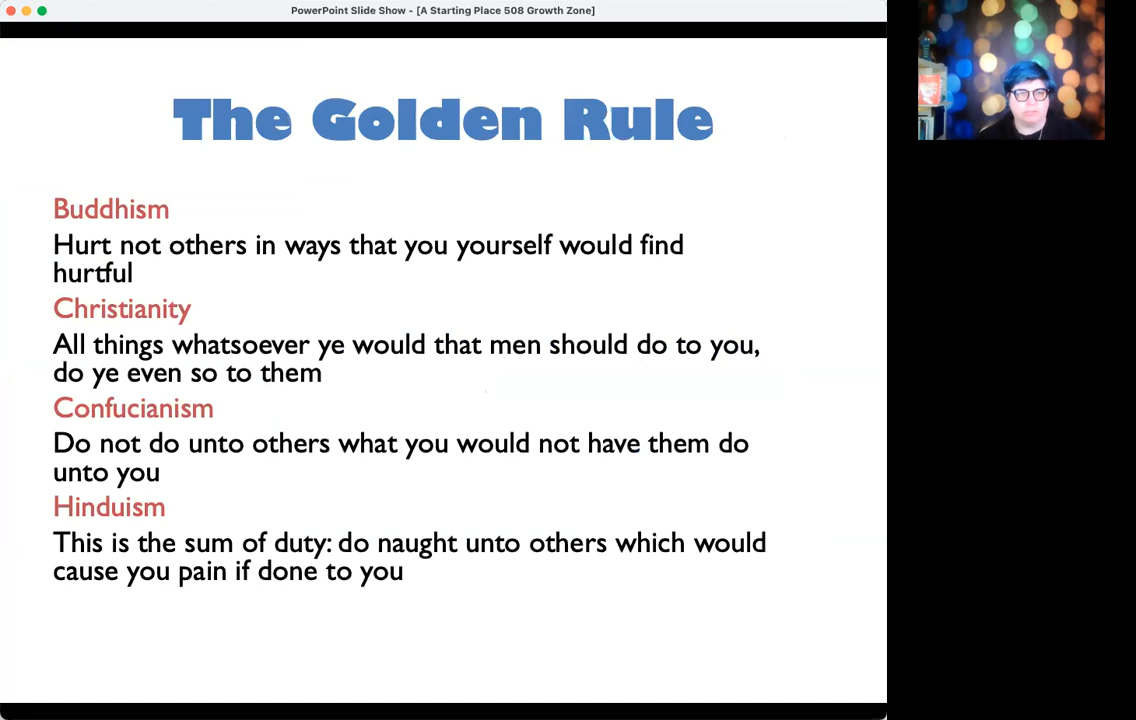 PowerPoint Slide Show - [A Starting Place 508 Growth Zone]
The Golden Rule
Buddhism
Hurt not others in ways that you yourself would find
hurtful
Christianity
All things whatsoever ye would that men should do to you,
do ye even so to them
Confucianism
Do not do unto others what you would not have them do
unto you
Hinduism
This is the sum of duty: do naught unto others which would
cause you pain if done to you